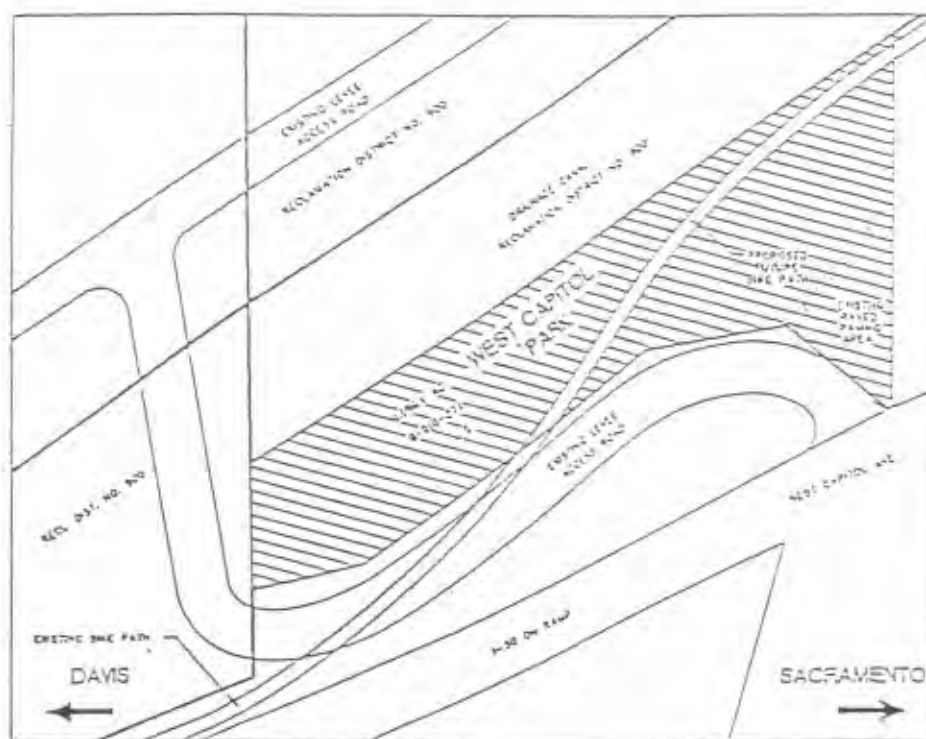 EXISTING LEVEE
ACCESS ROAD
RECLAMATION DISTRICT NO. 900
DRAINAGE CANAL
RECLAMATION DISTRICT NO. 900
PROPOSED
FUTURE
BIKE PATH
WEST CAPITOL
PARK
EXISTING
PAVED
PARKING
AREA
EXISTING LEVEE
ACCESS ROAD
RECL. DIST. NO. 900
WEST CAPITOL AVE
EXISTING BIKE PATH
ON RAMP
DAVIS
SACRAMENTO